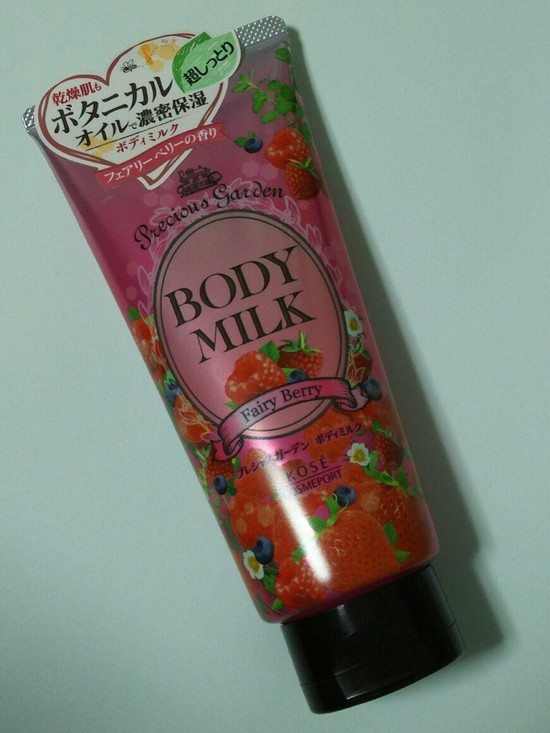 乾燥肌も
超しっとり
ボタニカル
オイルで濃密保湿
ボディミルク
フェアリーベリーの香り
Precious Garden
BODY
MILK
Fairy Berry
プレシャスガーデン ボディミルク
KOSÉ
COSMEPORT